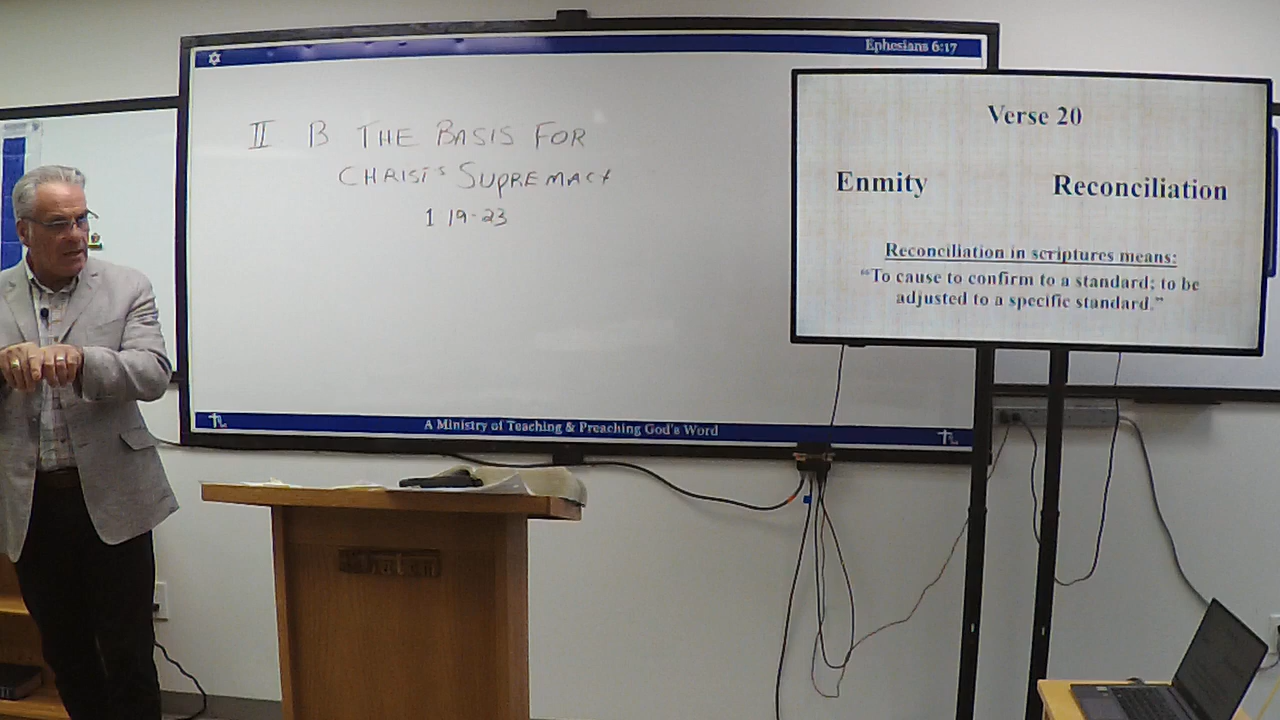 Ephesians 6:17
II B THE BASIS FOR
CHRIST'S SUPREMACY
1 19-23
A Ministry of Teaching & Preaching God's Word
Verse 20
Enmity Reconciliation
Reconciliation in scriptures means:
"To cause to confirm to a standard; to be
adjusted to a specific standard."